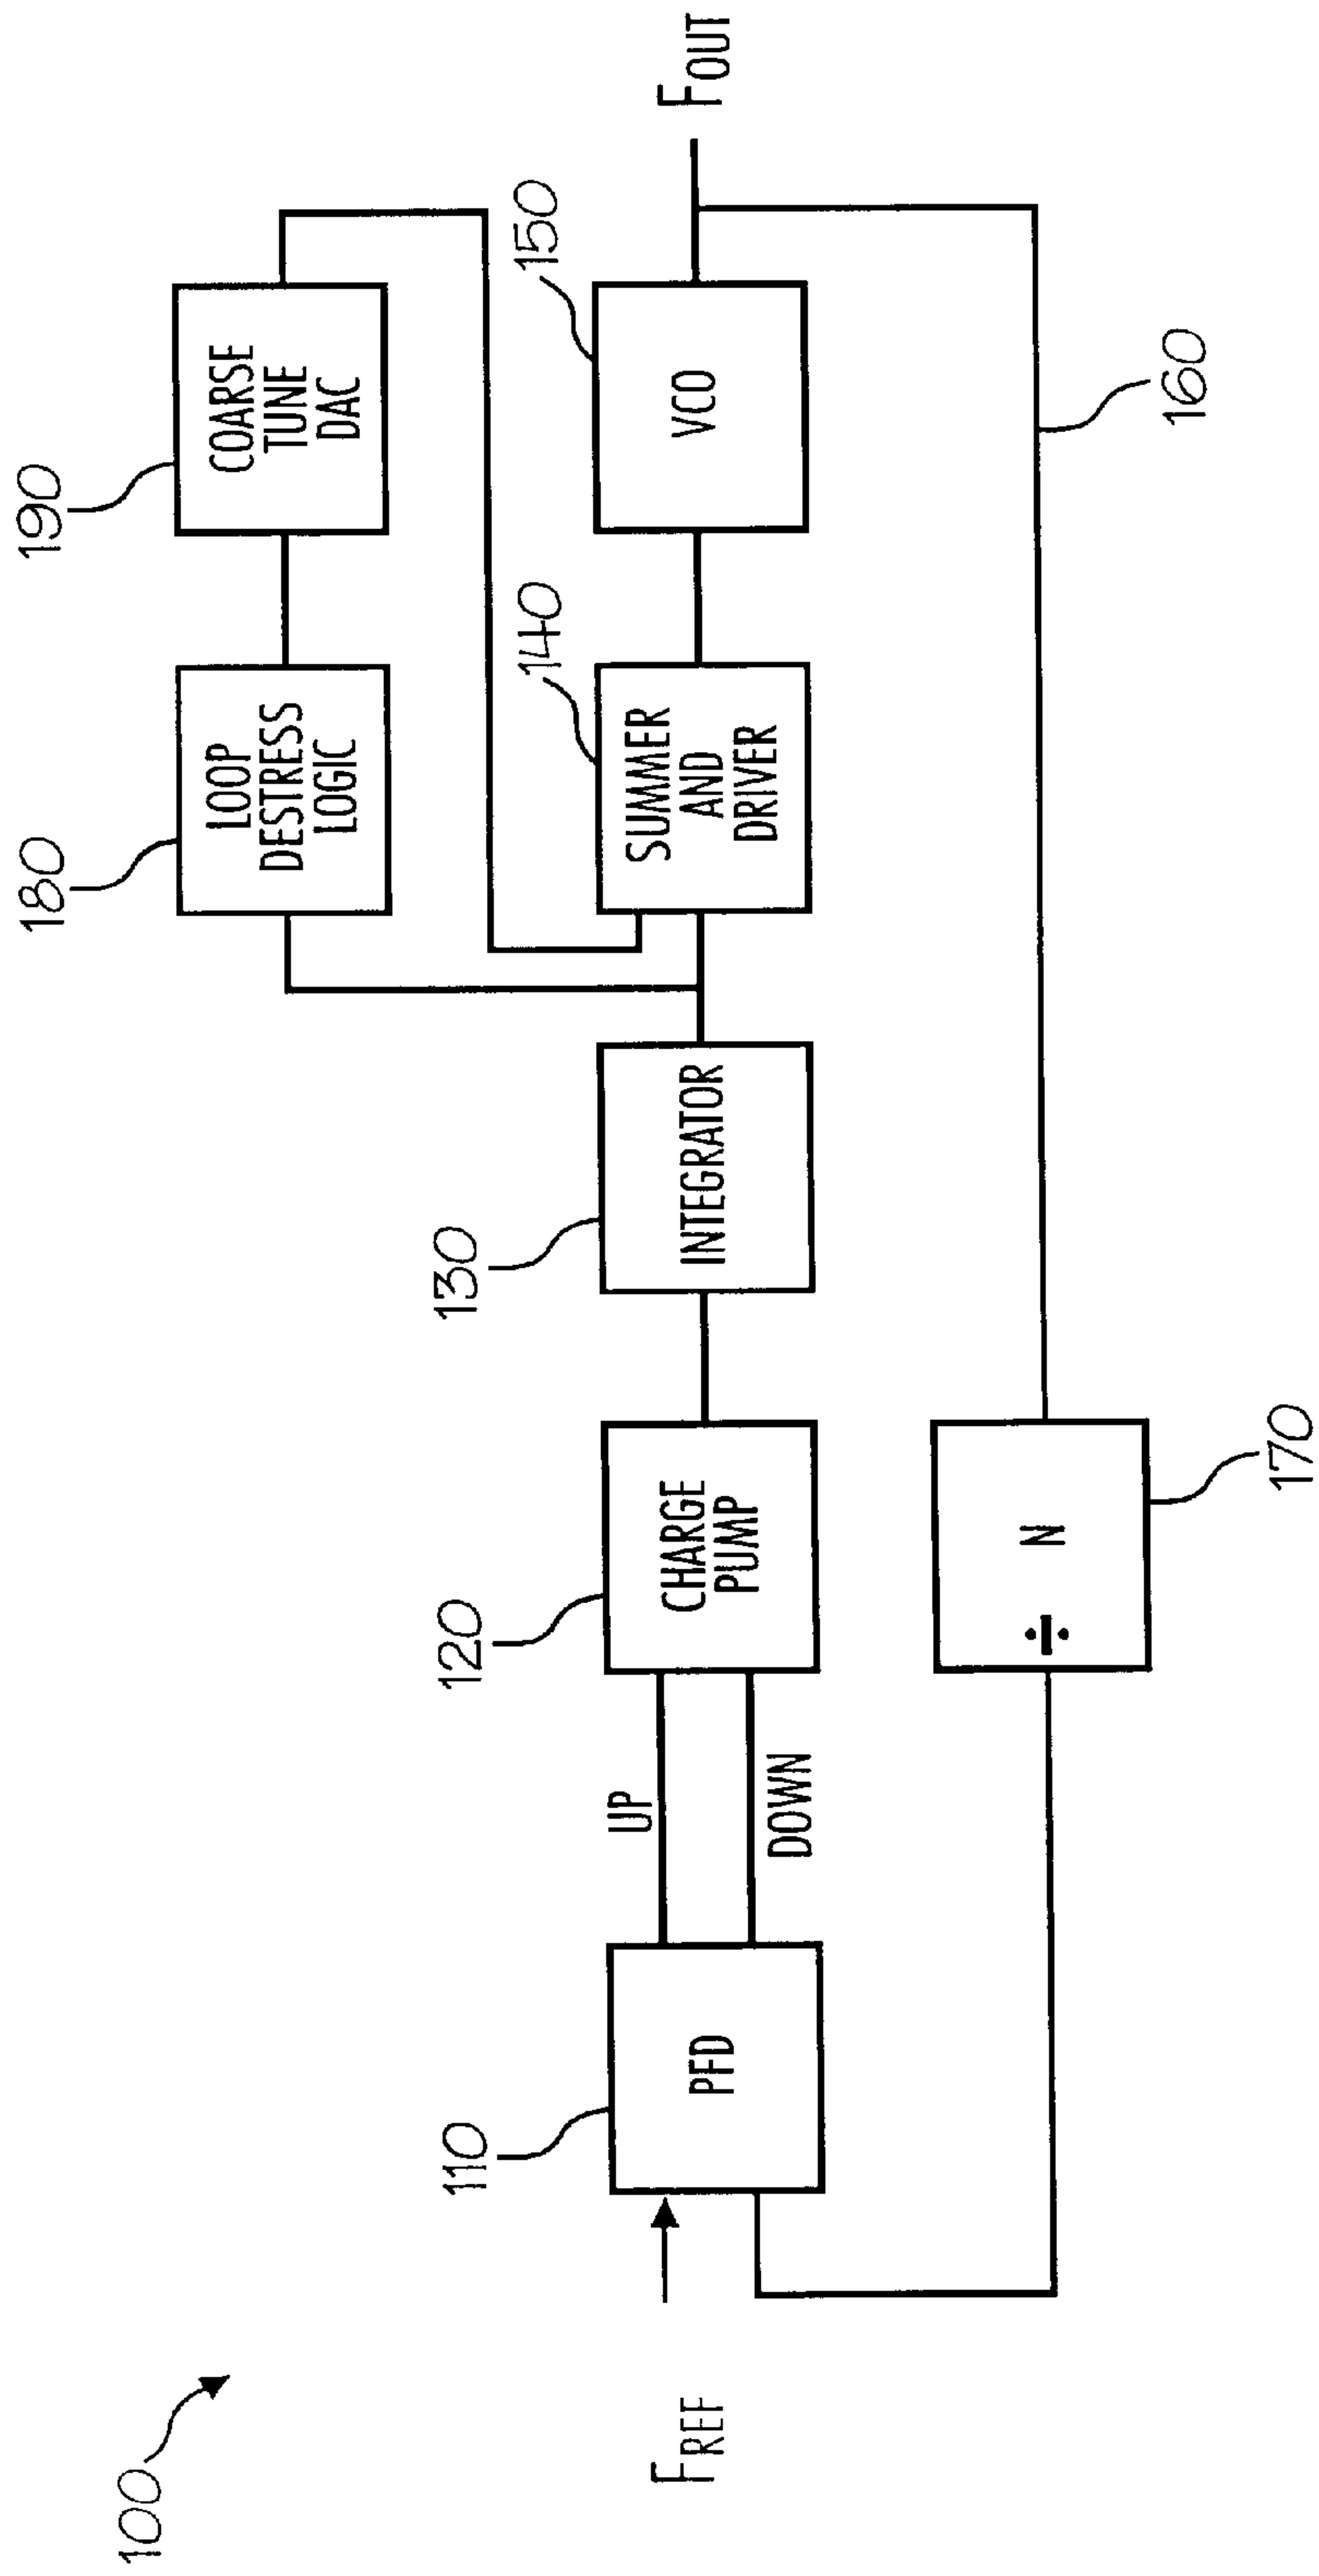 100
190
COARSE
TUNE
DAC
180
LOOP
DESTRESS
LOGIC
110
PFD
UP
DOWN
120
CHARGE
PUMP
130
INTEGRATOR
140
SUMMER
AND
DRIVER
150
VCO
FOUT
FREF
÷ N
170
160